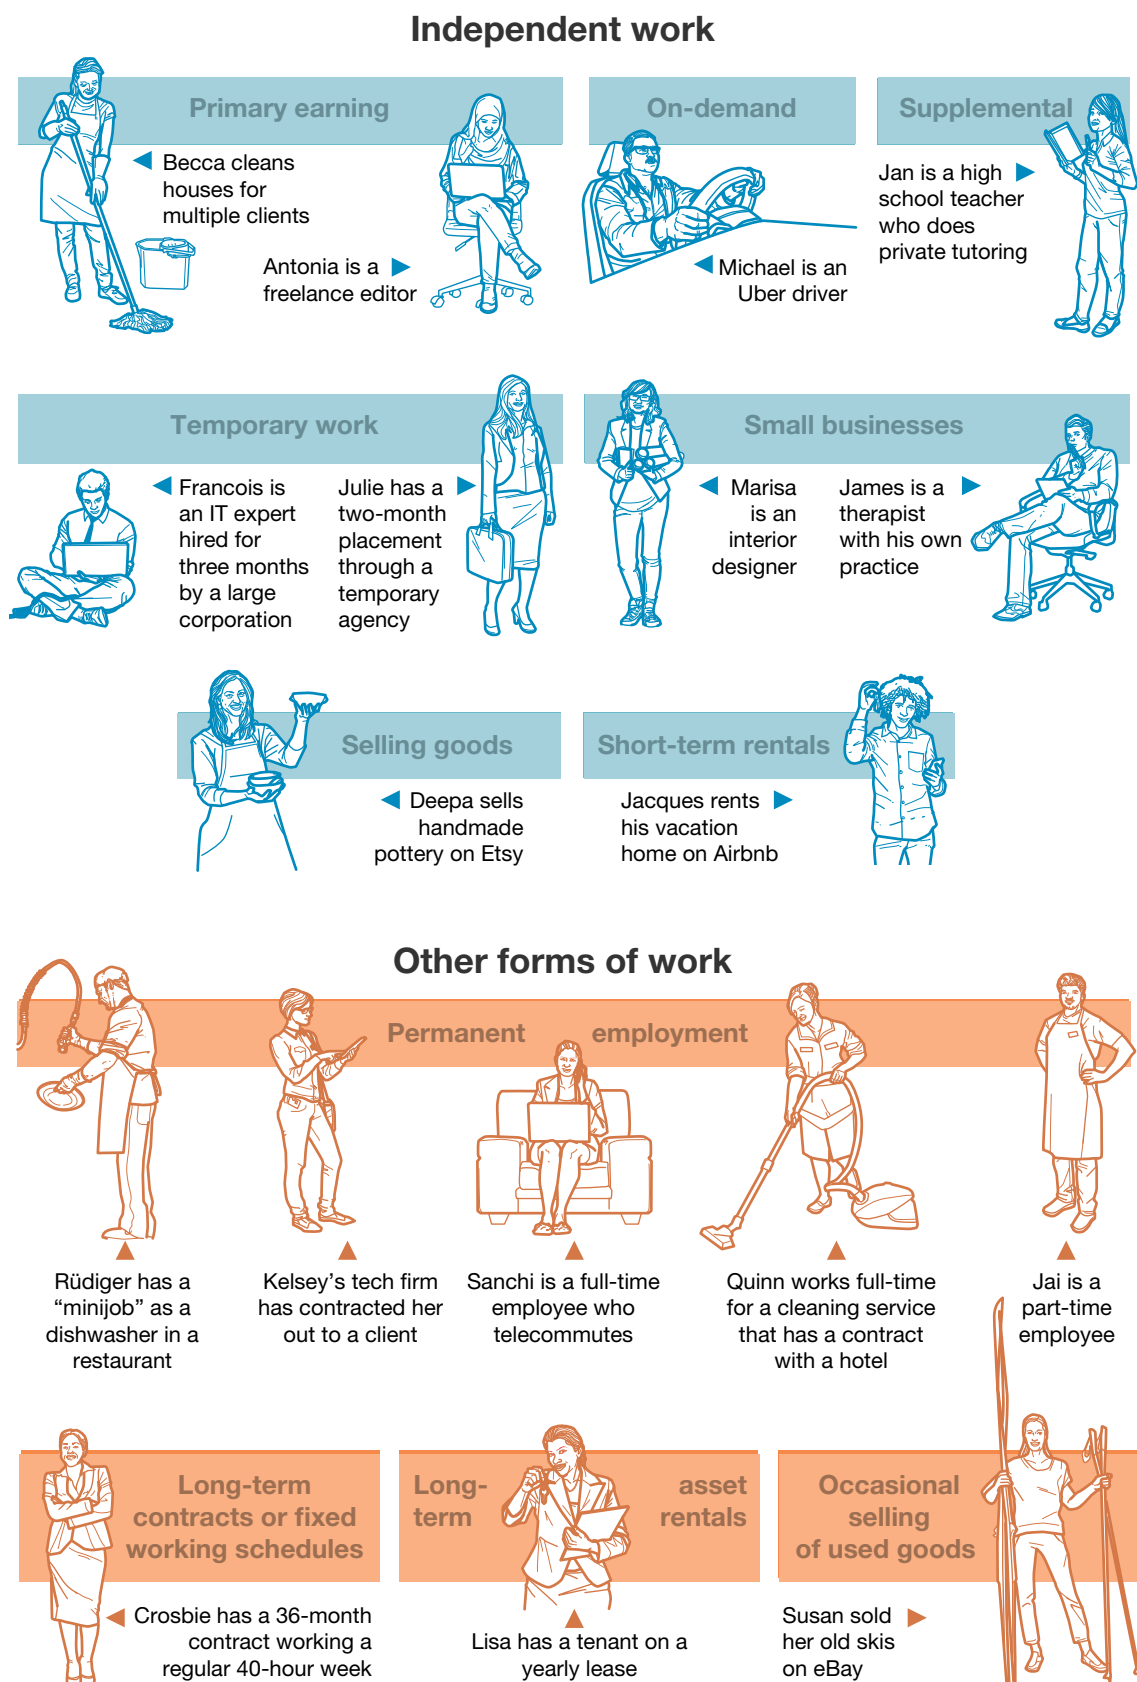 Independent work
Primary earning
Becca cleans
houses for
multiple clients
Antonia is a
freelance editor
On-demand
Michael is an
Uber driver
Supplemental
Jan is a high
school teacher
who does
private tutoring
Temporary work
Francois is
an IT expert
hired for
three months
by a large
corporation
Julie has a
two-month
placement
through a
temporary
agency
Small businesses
Marisa
is an
interior
designer
James is a
therapist
with his own
practice
Selling goods
Deepa sells
handmade
pottery on Etsy
Short-term rentals
Jacques rents
his vacation
home on Airbnb
Other forms of work
Permanent employment
Rüdiger has a
“minijob” as a
dishwasher in a
restaurant
Kelsey’s tech firm
has contracted her
out to a client
Sanchi is a full-time
employee who
telecommutes
Quinn works full-time
for a cleaning service
that has a contract
with a hotel
Jai is a
part-time
employee
Long-term
contracts or fixed
working schedules
Crosbie has a 36-month
contract working a
regular 40-hour week
Long- asset
term rentals
Lisa has a tenant on a
yearly lease
Occasional
selling
of used goods
Susan sold
her old skis
on eBay